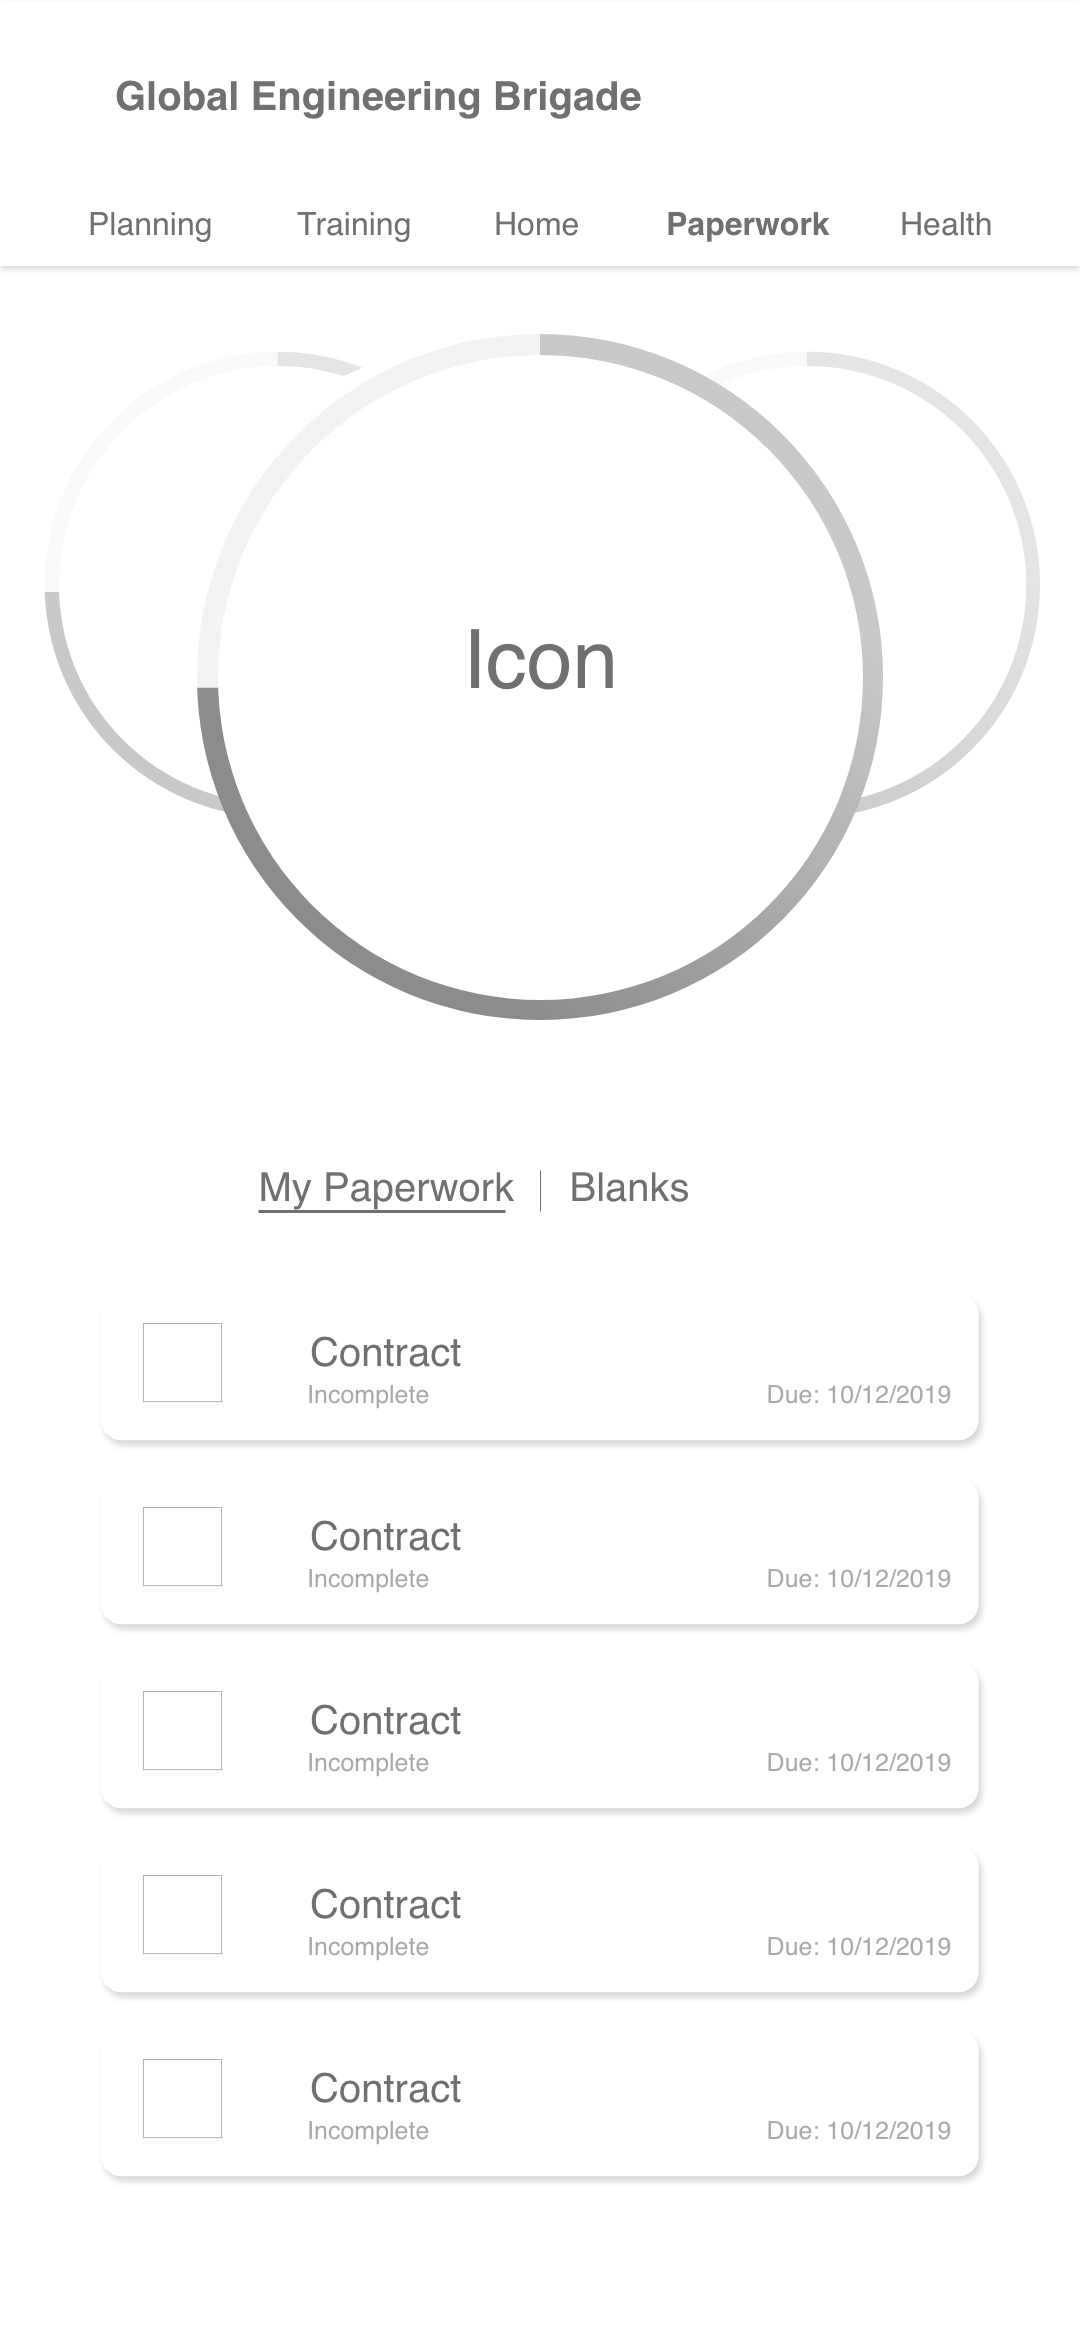 Global Engineering Brigade
Planning Training Home Paperwork Health
Icon
My Paperwork Blanks
Contract
Incomplete Due: 10/12/2019
Contract
Incomplete Due: 10/12/2019
Contract
Incomplete Due: 10/12/2019
Contract
Incomplete Due: 10/12/2019
Contract
Incomplete Due: 10/12/2019